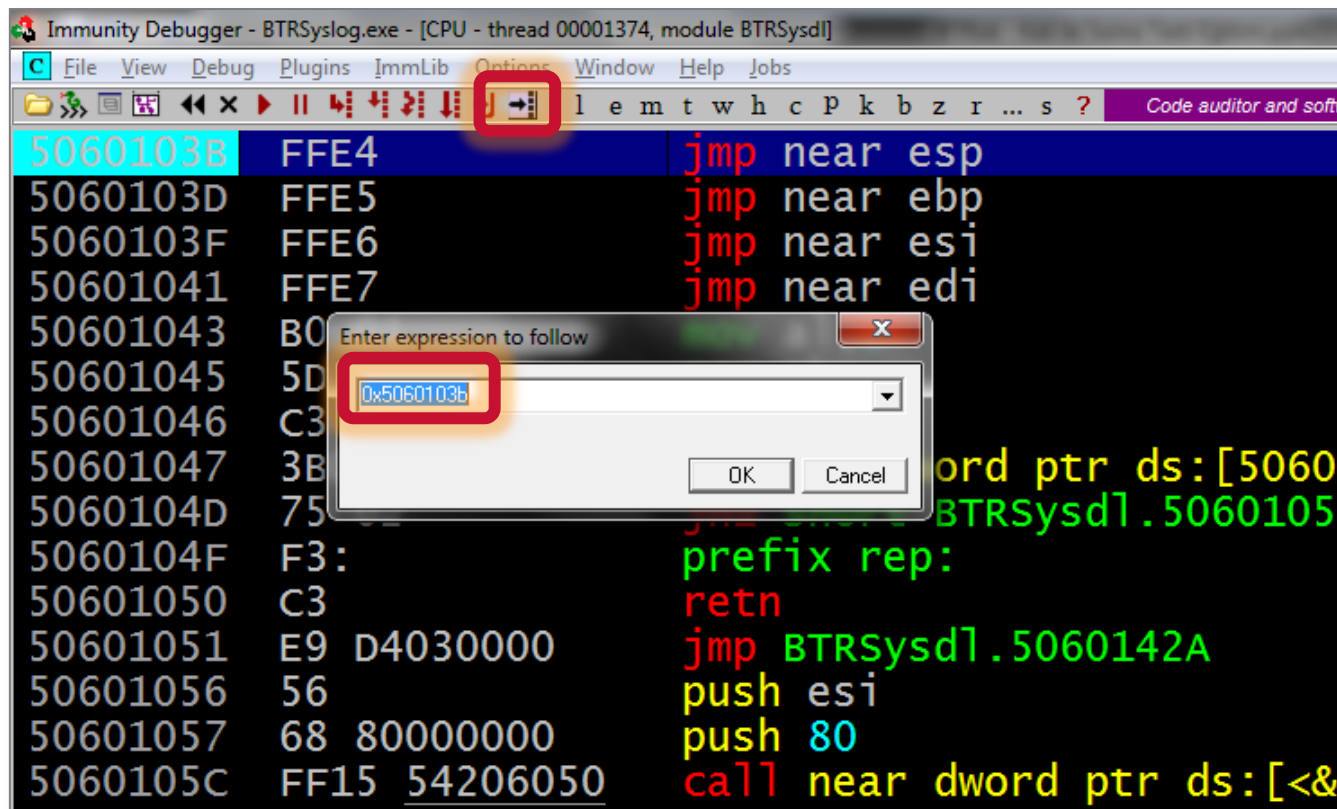 Immunity Debugger - BTRSyslog.exe - [CPU - thread 00001374, module BTRSysdl]
C File View Debug Plugins ImmLib Options Window Help Jobs
l e m t w h c P k b z r ... s ? Code auditor and soft
5060103B FFE4 jmp near esp
5060103D FFE5 jmp near ebp
5060103F FFE6 jmp near esi
50601041 FFE7 jmp near edi
50601043 B0
Enter expression to follow
50601045 5D
0x5060103b
50601046 C3
50601047 3B ord ptr ds:[5060
OK Cancel
5060104D 75 BTRSysdl.5060105
5060104F F3: prefix rep:
50601050 C3 retn
50601051 E9 D4030000 jmp BTRSysdl.5060142A
50601056 56 push esi
50601057 68 80000000 push 80
5060105C FF15 54206050 call near dword ptr ds:[<&